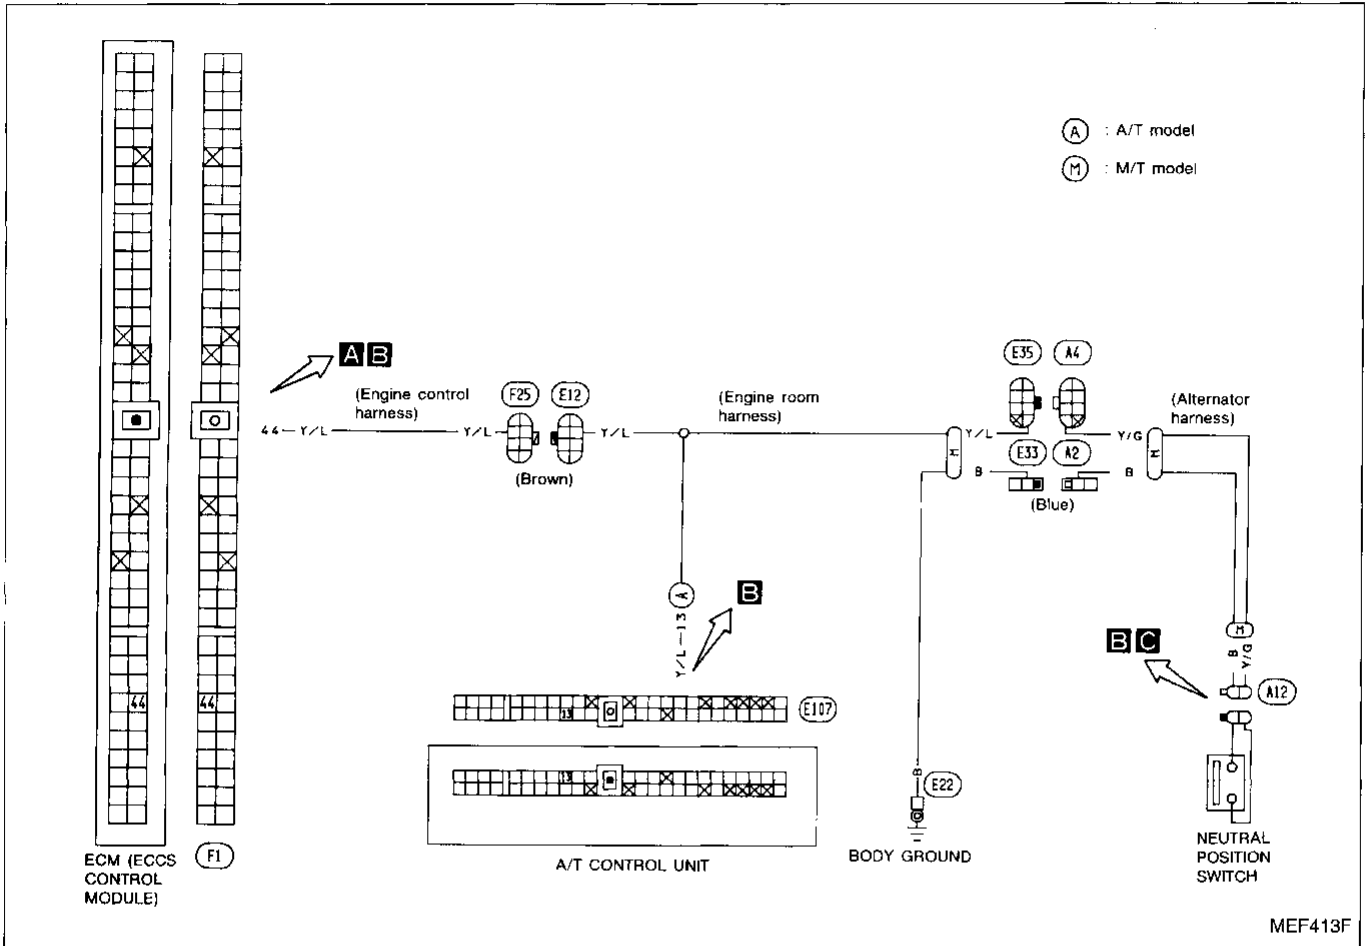 A : A/T model
M : M/T model
A B
(Engine control
harness)
F25
E12
(Engine room
harness)
E35
A4
(Alternator
harness)
44 Y/L
Y/L
Y/L
(Brown)
M
Y/L
Y/G
M
E33
A2
B
B
(Blue)
A
Y/L 13
B
M
B
Y/G
B C
A12
44
44
13
E107
13
B
E22
ECM (ECCS
CONTROL
MODULE)
F1
A/T CONTROL UNIT
BODY GROUND
NEUTRAL
POSITION
SWITCH
MEF413F